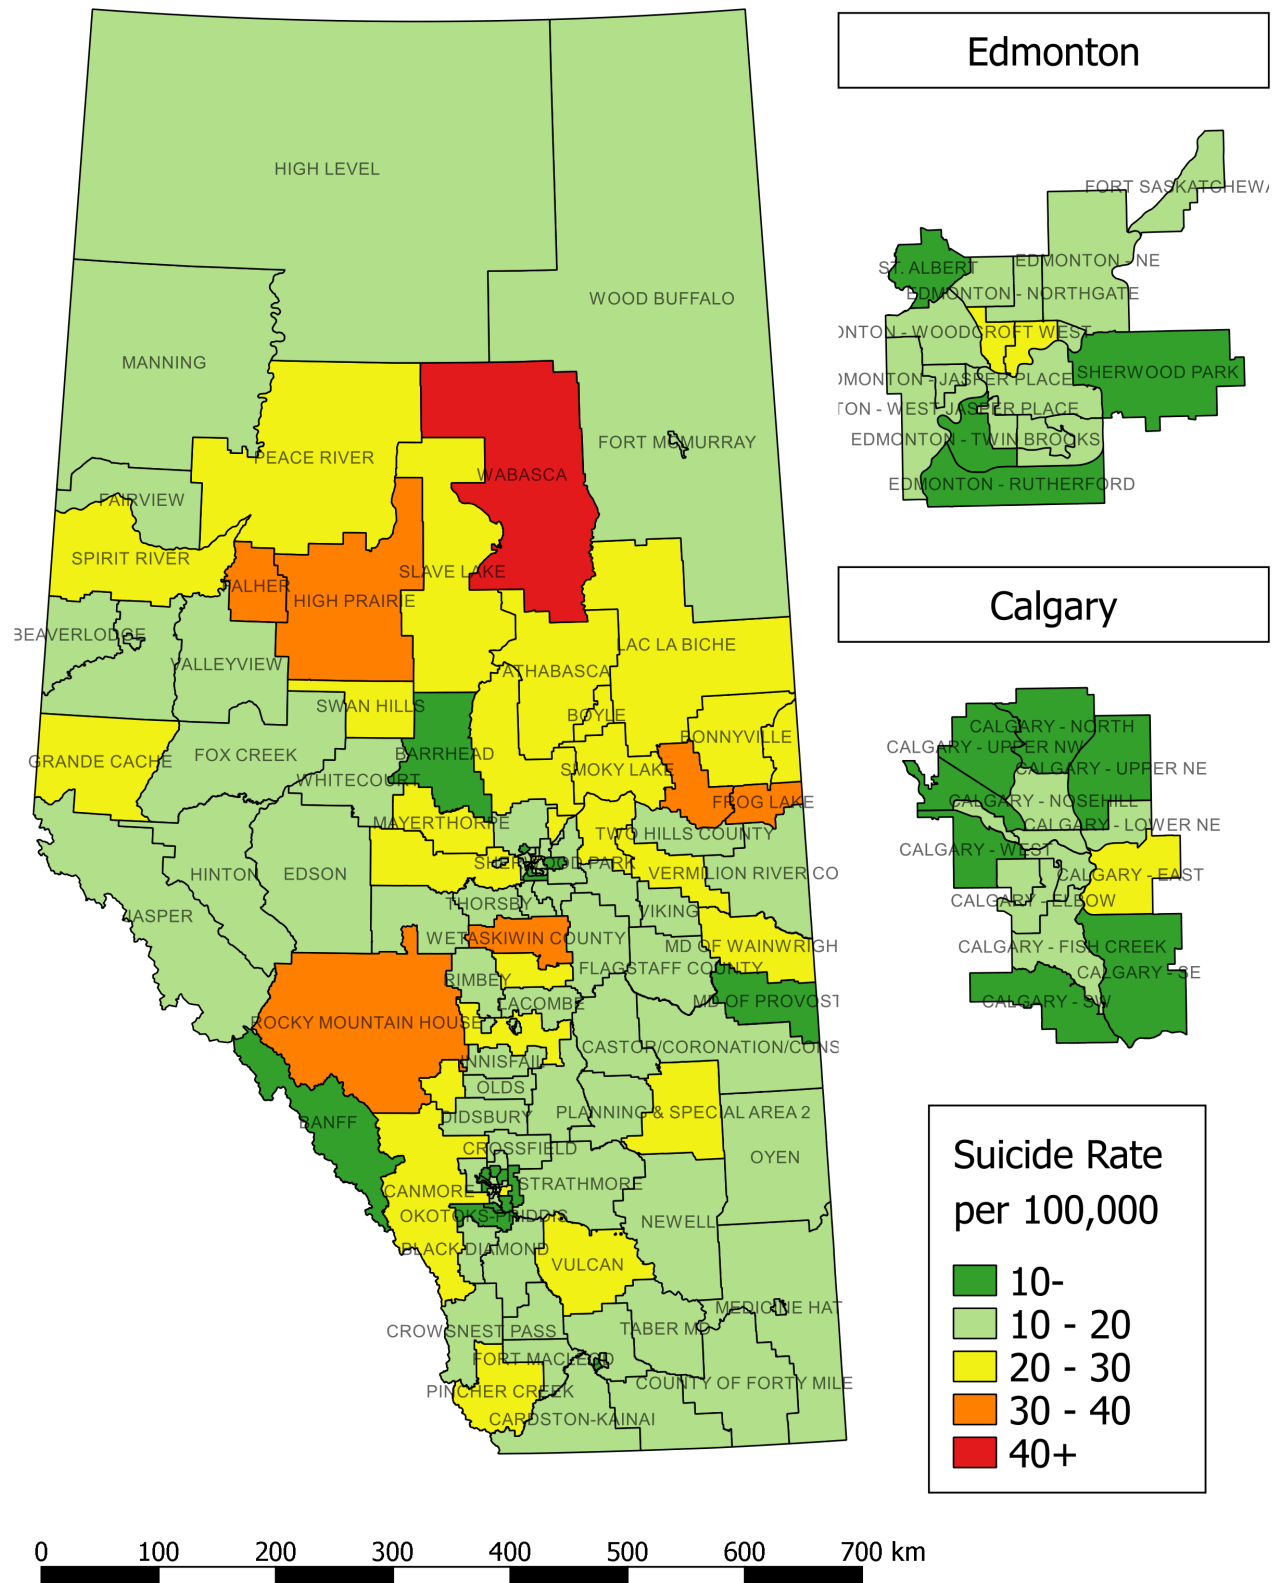 Edmonton
FORT SASKATCHEWA
EDMONTON - NE
ST. ALBERT
EDMONTON - NORTHGATE
ONTON - WOODCROFT WEST
SHERWOOD PARK
DMONTON - JASPER PLACE
TON - WEST JASPER PLACE
EDMONTON - TWIN BROOKS
EDMONTON - RUTHERFORD
Calgary
CALGARY - NORTH
CALGARY - UPPER NW
CALGARY - UPPER NE
CALGARY - NOSEHILL
CALGARY - LOWER NE
CALGARY - WEST
CALGARY - EAST
CALGARY - ELBOW
CALGARY - FISH CREEK
CALGARY - SE
CALGARY - SW
HIGH LEVEL
WOOD BUFFALO
MANNING
FORT MCMURRAY
PEACE RIVER
WABASCA
FAIRVIEW
SPIRIT RIVER
SLAVE LAKE
FALHER
HIGH PRAIRIE
BEAVERLODGE
LAC LA BICHE
VALLEYVIEW
ATHABASCA
SWAN HILLS
BOYLE
BONNYVILLE
FOX CREEK
BARRHEAD
GRANDE CACHE
SMOKY LAKE
WHITECOURT
FROG LAKE
MAYERTHORPE
TWO HILLS COUNTY
SHERWOOD PARK
HINTON
EDSON
VERMILION RIVER CO
THORSBY
VIKING
JASPER
WETASKIWIN COUNTY
MD OF WAINWRIGH
FLAGSTAFF COUNTY
RIMBEY
LACOMBE
MD OF PROVOST
ROCKY MOUNTAIN HOUSE
CASTOR/CORONATION/CONS
INNISFAIL
OLDS
PLANNING & SPECIAL AREA 2
DIDSBURY
BANFF
CROSSFIELD
OYEN
CANMORE
STRATHMORE
OKOTOKS-PRIDDIS
NEWELL
BLACK DIAMOND
VULCAN
MEDICINE HAT
CROWSNEST PASS
TABER MD
FORT MACLEOD
COUNTY OF FORTY MILE
PINCHER CREEK
CARDSTON-KAINAI
Suicide Rate
per 100,000
10-
10 - 20
20 - 30
30 - 40
40+
0 100 200 300 400 500 600 700 km